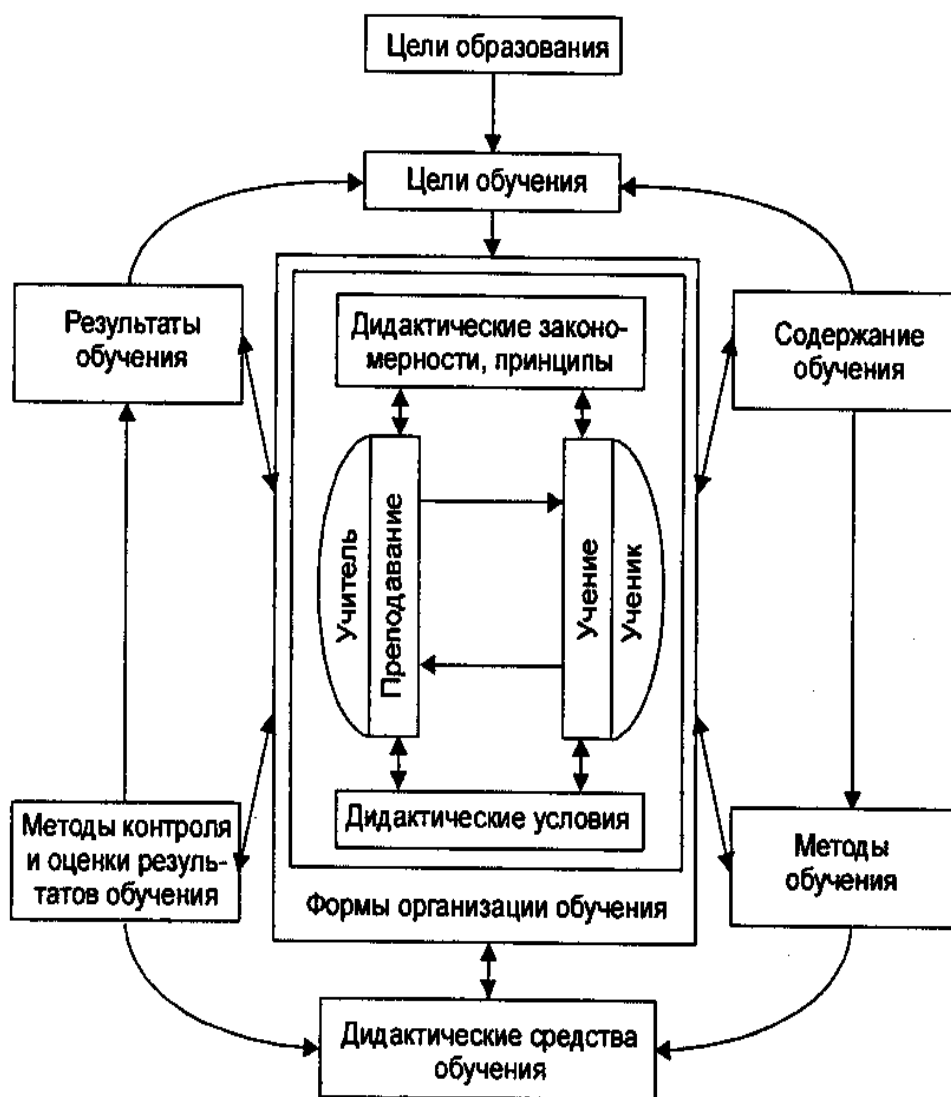 Цели образования
Цели обучения
Результаты
обучения
Дидактические законо-
мерности, принципы
Содержание
обучения
Учитель
Преподавание
Учение
Ученик
Дидактические условия
Методы контроля
и оценки резуль-
татов обучения
Методы
обучения
Формы организации обучения
Дидактические средства
обучения